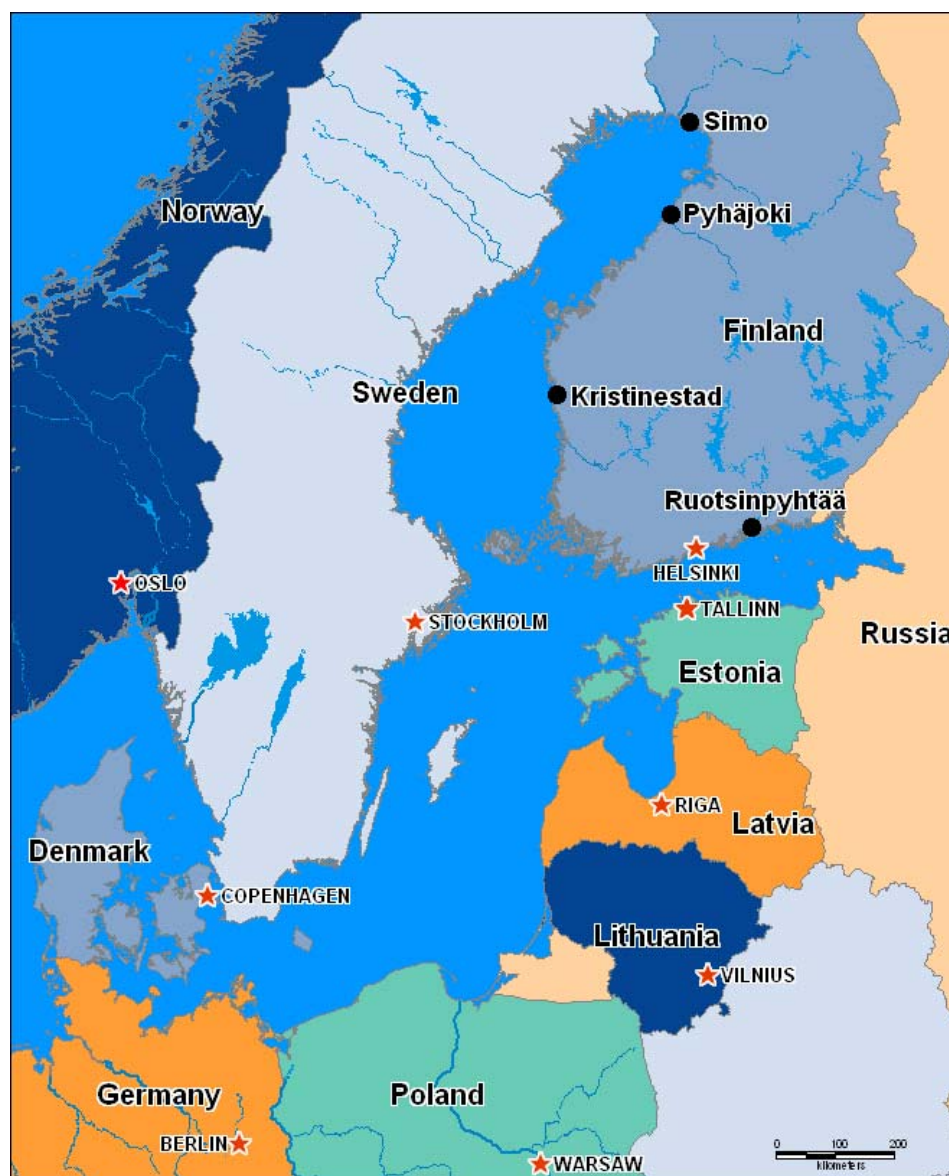 Simo
Norway
Pyhäjoki
Finland
Sweden
Kristinestad
Ruotsinpyhtää
HELSINKI
OSLO
TALLINN
STOCKHOLM
Russia
Estonia
RIGA
Latvia
Denmark
COPENHAGEN
Lithuania
VILNIUS
Germany
Poland
BERLIN
0 100 200
kilometers
WARSAW